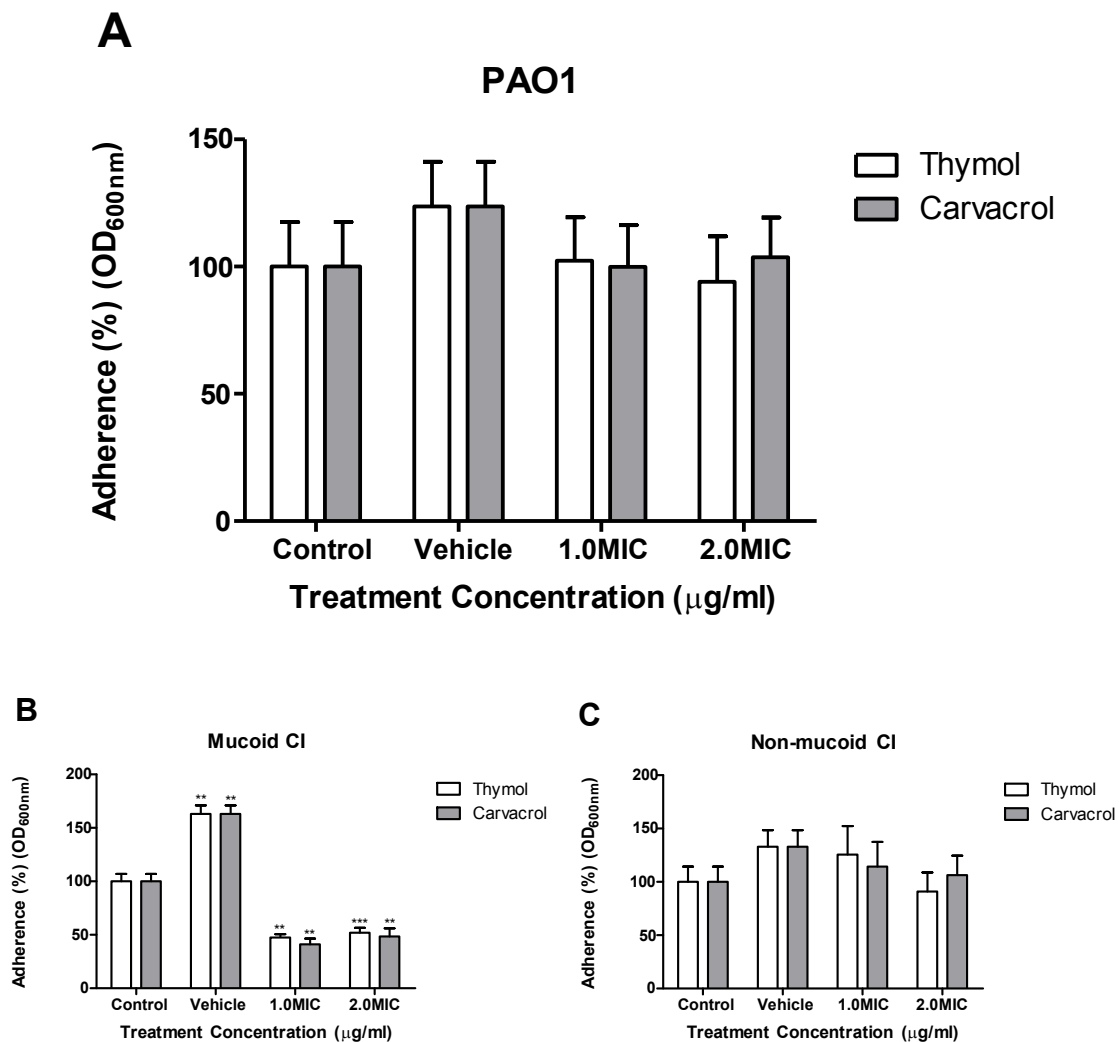 A
PAO1
Adherence (%) (OD600nm)
150
100
50
0
Thymol
Carvacrol
Control Vehicle 1.0MIC 2.0MIC
Treatment Concentration (μg/ml)
B
Mucoid CI
Adherence (%) (OD600nm)
200
150
100
50
0
** ** ** ** *** **
Thymol
Carvacrol
Control Vehicle 1.0MIC 2.0MIC
Treatment Concentration (μg/ml)
C
Non-mucoid CI
Adherence (%) (OD600nm)
200
150
100
50
0
Thymol
Carvacrol
Control Vehicle 1.0MIC 2.0MIC
Treatment Concentration (μg/ml)